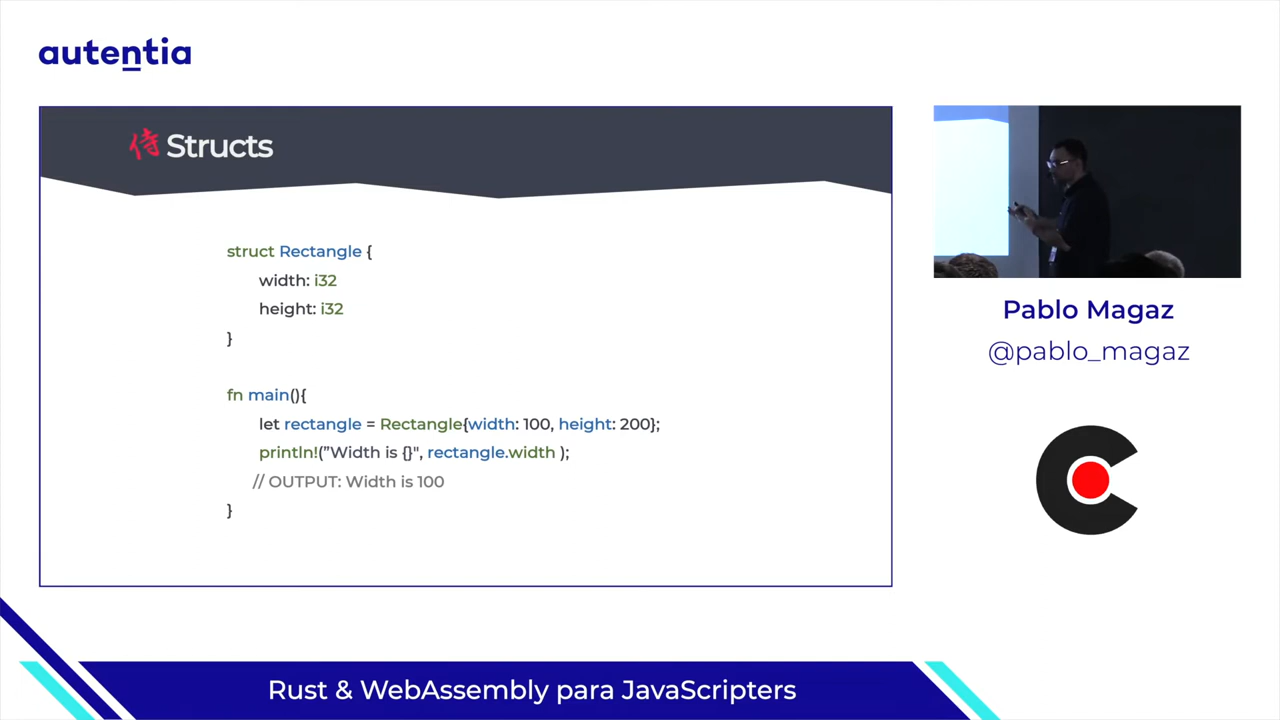 autentia
侍 Structs
struct Rectangle {
width: i32
height: i32
}
fn main(){
let rectangle = Rectangle{width: 100, height: 200};
println!(”Width is {}", rectangle.width );
// OUTPUT: Width is 100
}
Pablo Magaz
@pablo_magaz
Rust & WebAssembly para JavaScripters